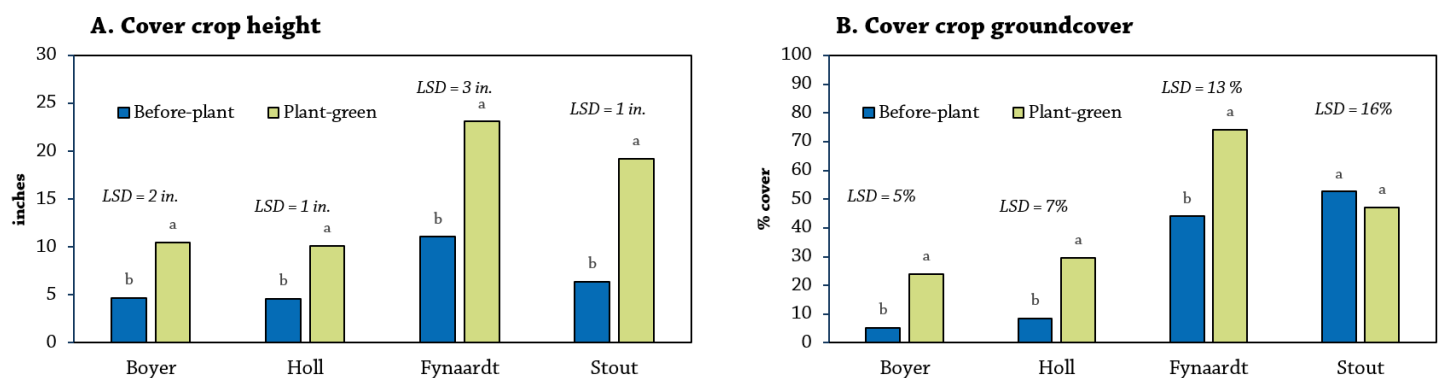 A. Cover crop height
30
25
20
15
10
5
0
inches
Before-plant Plant-green
LSD = 2 in.
LSD = 1 in.
LSD = 3 in.
LSD = 1 in.
b a
b a
b a
b a
Boyer Holl Fynaardt Stout
B. Cover crop groundcover
100
90
80
70
60
50
40
30
20
10
0
% cover
Before-plant Plant-green
LSD = 5%
LSD = 7%
LSD = 13 %
LSD = 16%
b a
b a
b a
a a
Boyer Holl Fynaardt Stout